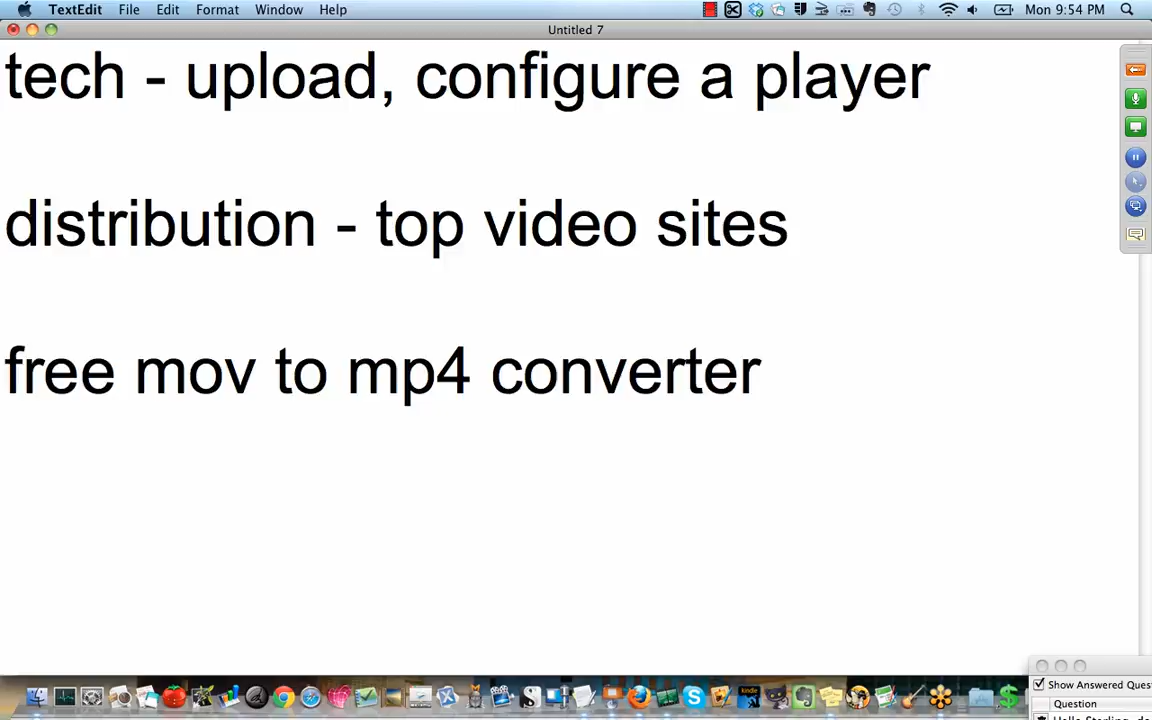 TextEdit File Edit Format Window Help Mon 9:54 PM
Untitled 7
tech - upload, configure a player
distribution - top video sites
free mov to mp4 converter
Show Answered Ques
Question